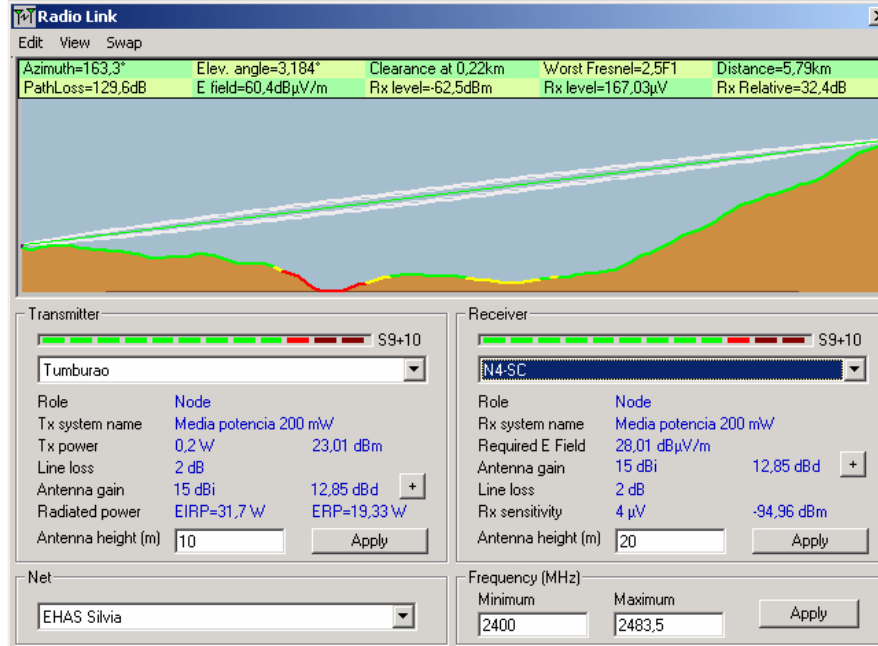 Radio Link
Edit View Swap
Azimuth=163,3° Elev. angle=3,184° Clearance at 0,22km Worst Fresnel=2,5F1 Distance=5,79km
PathLoss=129,6dB E field=60,4dBµV/m Rx level=-62,5dBm Rx level=167,03µV Rx Relative=32,4dB
Transmitter
S9+10
Tumburao
Role Node
Tx system name Media potencia 200 mW
Tx power 0,2 W 23,01 dBm
Line loss 2 dB
Antenna gain 15 dBi 12,85 dBd +
Radiated power EIRP=31,7 W ERP=19,33 W
Antenna height (m) 10 Apply
Receiver
S9+10
N4-SC
Role Node
Rx system name Media potencia 200 mW
Required E Field 28,01 dBµV/m
Antenna gain 15 dBi 12,85 dBd +
Line loss 2 dB
Rx sensitivity 4 µV -94,96 dBm
Antenna height (m) 20 Apply
Net
EHAS Silvia
Frequency (MHz)
Minimum Maximum
2400 2483,5 Apply